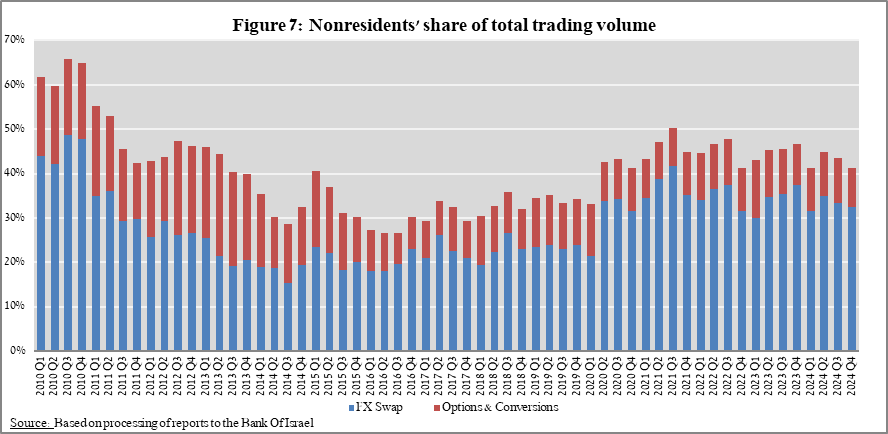 Figure 7: Nonresidents' share of total trading volume
70%
60%
50%
40%
30%
20%
10%
0%
2010 Q1
2010 Q2
2010 Q3
2010 Q4
2011 Q1
2011 Q2
2011 Q3
2011 Q4
2012 Q1
2012 Q2
2012 Q3
2012 Q4
2013 Q1
2013 Q2
2013 Q3
2013 Q4
2014 Q1
2014 Q2
2014 Q3
2014 Q4
2015 Q1
2015 Q2
2015 Q3
2015 Q4
2016 Q1
2016 Q2
2016 Q3
2016 Q4
2017 Q1
2017 Q2
2017 Q3
2017 Q4
2018 Q1
2018 Q2
2018 Q3
2018 Q4
2019 Q1
2019 Q2
2019 Q3
2019 Q4
2020 Q1
2020 Q2
2020 Q3
2020 Q4
2021 Q1
2021 Q2
2021 Q3
2021 Q4
2022 Q1
2022 Q2
2022 Q3
2022 Q4
2023 Q1
2023 Q2
2023 Q3
2023 Q4
2024 Q1
2024 Q2
2024 Q3
2024 Q4
FX Swap
Options & Conversions
Source: Based on processing of reports to the Bank Of Israel